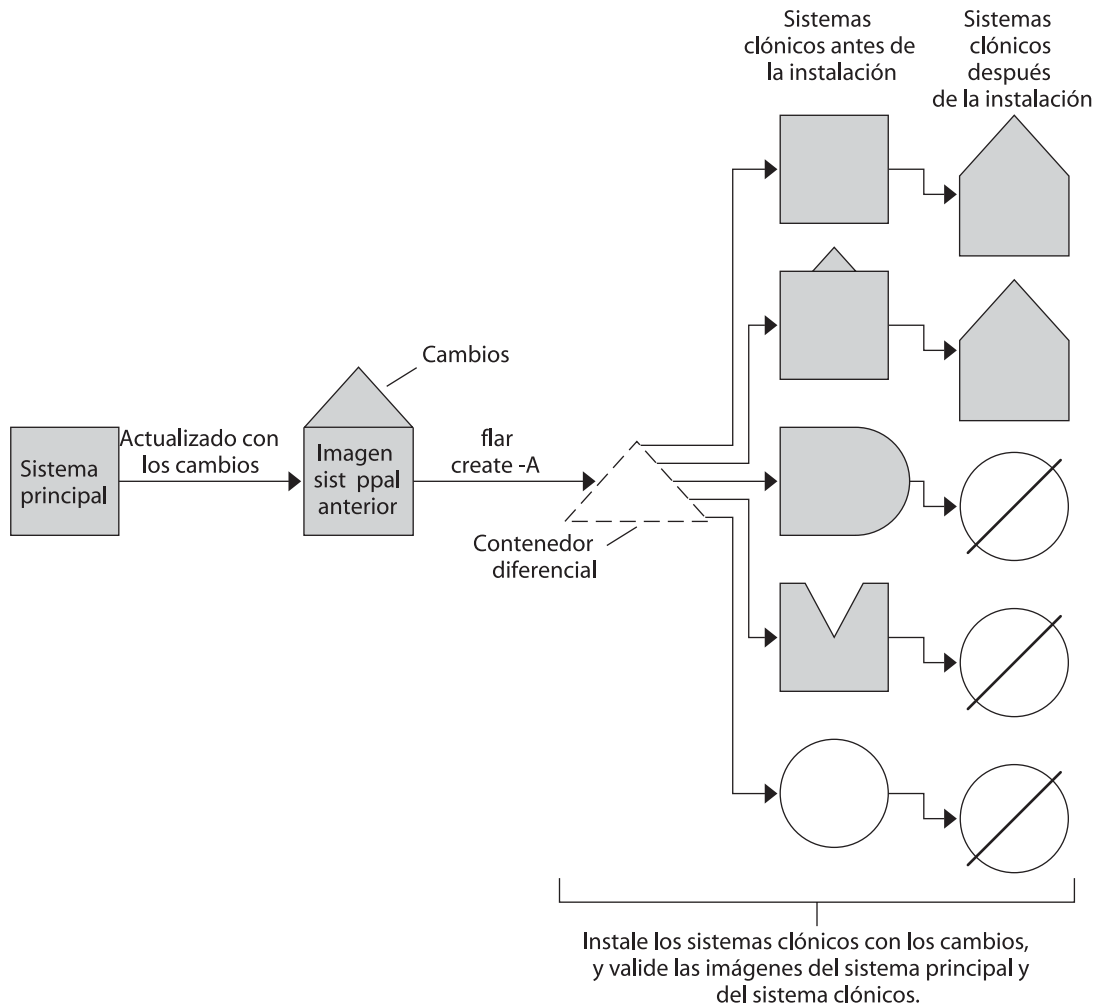 Sistemas
clónicos antes de
la instalación
Sistemas
clónicos
después
de la instalación
Cambios
Sistema
principal
Actualizado con
los cambios
Imagen
sist ppal
anterior
flar
create -A
Contenedor
diferencial
Instale los sistemas clónicos con los cambios,
y valide las imágenes del sistema principal y
del sistema clónicos.